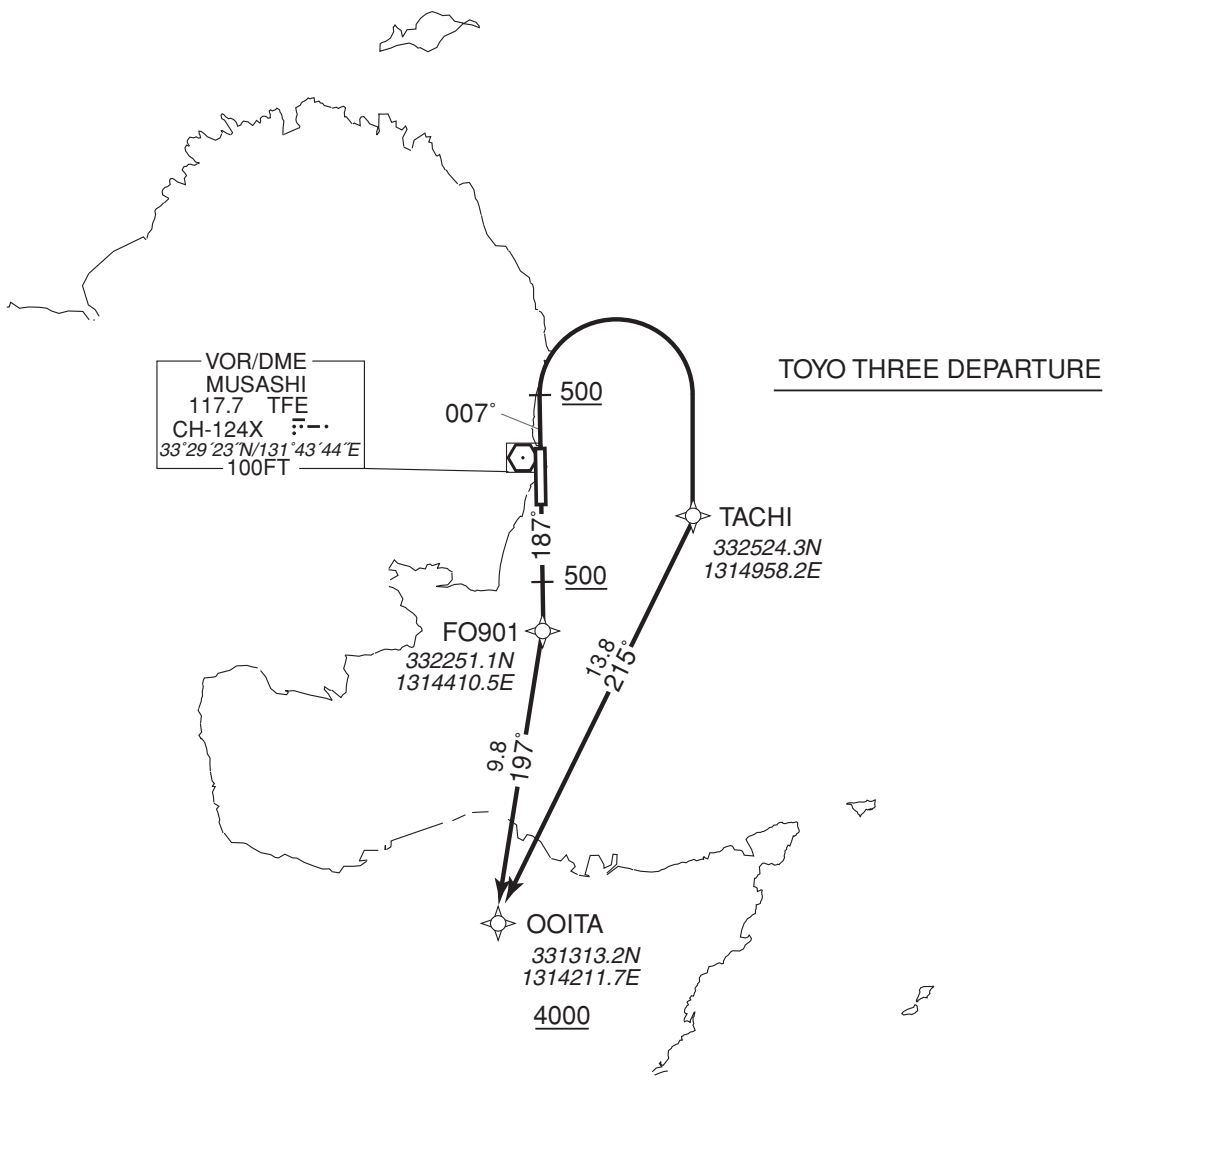 VOR/DME
MUSASHI
117.7 TFE
CH-124X
33°29´23˝N/131°43´44˝E
100FT
TOYO THREE DEPARTURE
500
007°
187°
500
TACHI
332524.3N
1314958.2E
FO901
332251.1N
1314410.5E
13.8
215°
9.8
197°
OOITA
331313.2N
1314211.7E
4000